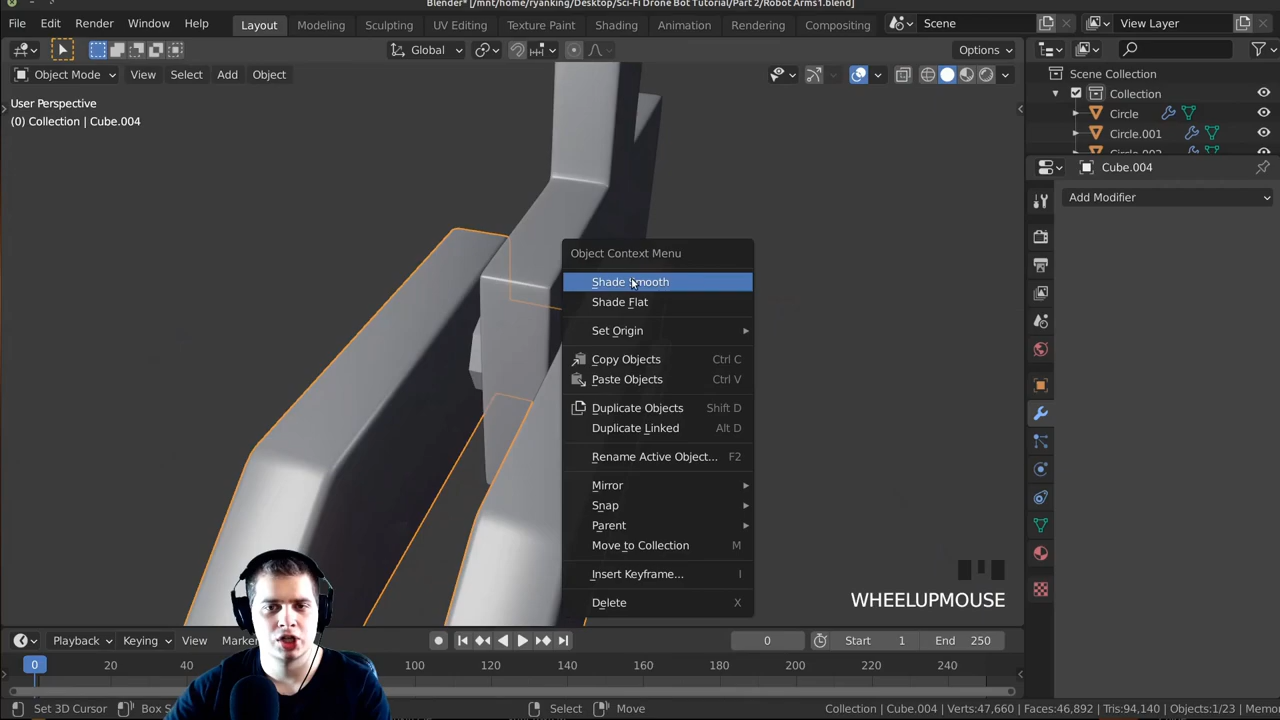 Blender* [/mnt/home/ryanking/Desktop/Sci-Fi Drone Bot Tutorial/Part 2/Robot Arms1.blend]
File Edit Render Window Help Layout Modeling Sculpting UV Editing Texture Paint Shading Animation Rendering Compositing Scene View Layer
Global Options
Object Mode View Select Add Object
Scene Collection
Collection
User Perspective
(0) Collection | Cube.004
Circle
Circle.001
Cube.004
Add Modifier
Object Context Menu
Shade Smooth
Shade Flat
Set Origin
Copy Objects Ctrl C
Paste Objects Ctrl V
Duplicate Objects Shift D
Duplicate Linked Alt D
Rename Active Object... F2
Mirror
Snap
Parent
Move to Collection M
Insert Keyframe... I
Delete X
WHEELUPMOUSE
Playback Keying View Marker 0 Start 1 End 250
0 20 40 60 80 100 120 140 160 180 200 220 240
Set 3D Cursor Box Select Move Collection | Cube.004 | Verts:47,660 | Faces:46,892 | Tris:94,140 | Objects:1/23 | Memo